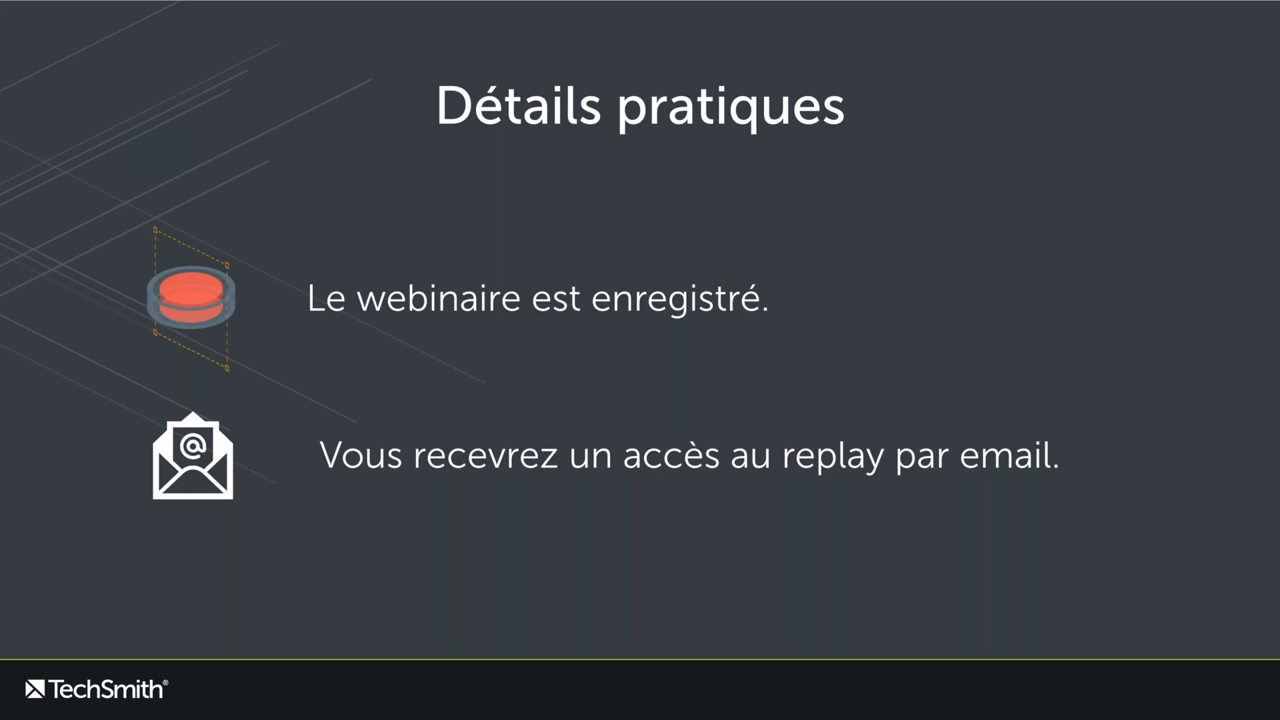 Détails pratiques
Le webinaire est enregistré.
@
Vous recevrez un accès au replay par email.
TechSmith®